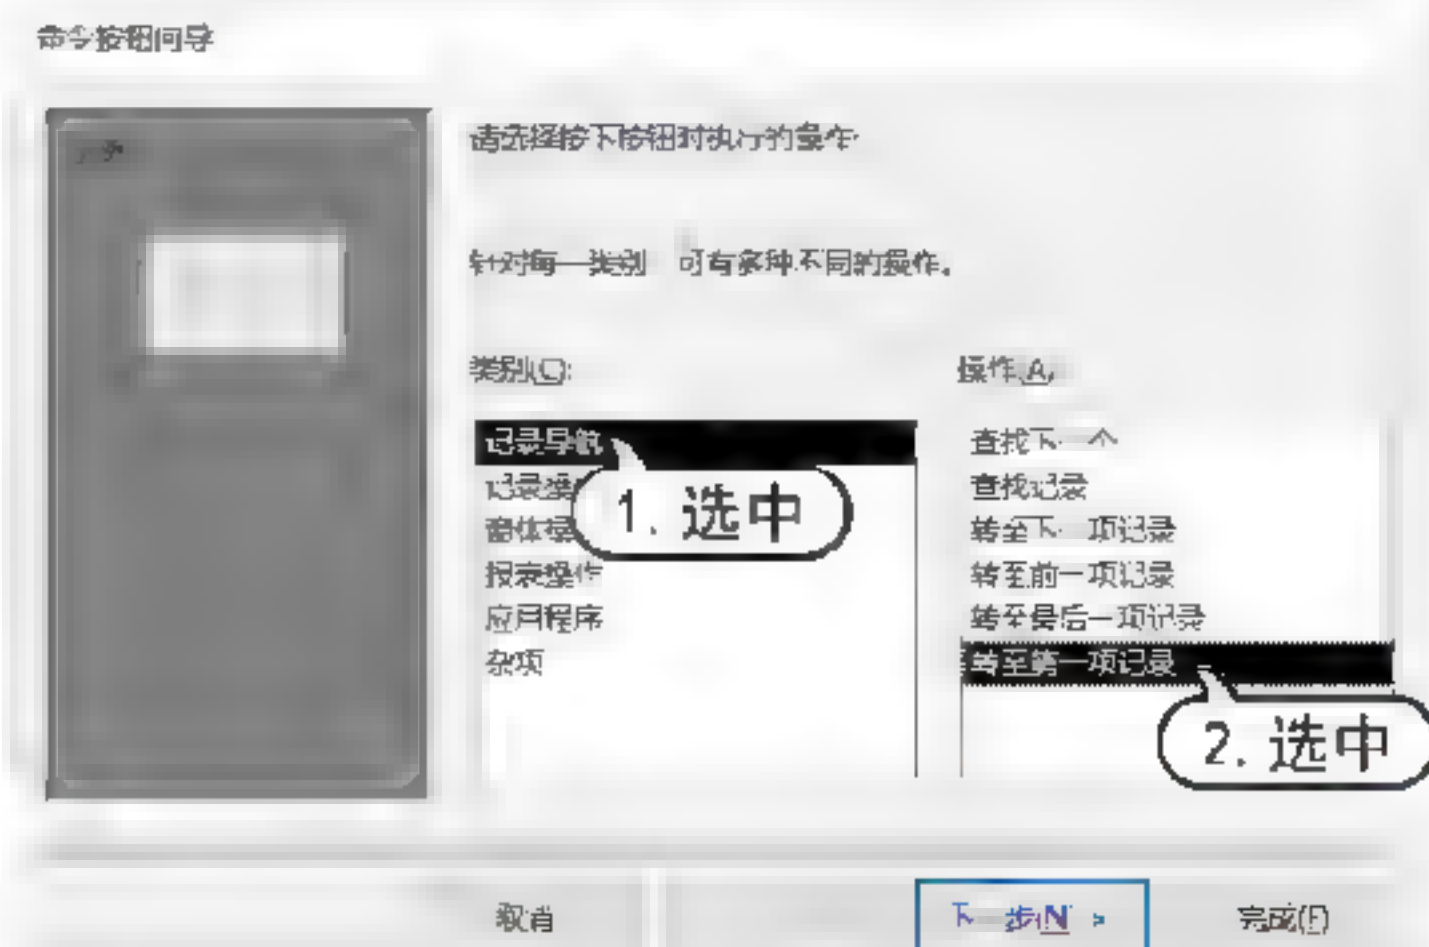 命令按钮向导
请选择按下按钮时执行的操作:
针对每一类别 可有多种不同的操作。
类别(C):
操作(A)
记录导航
查找下一个
记录操
查找记录
1. 选中
窗体操
转至下一项记录
报表操作
转至前一项记录
应用程序
转至最后一项记录
杂项
转至第一项记录
2. 选中
取消
下一步(N) >
完成(F)